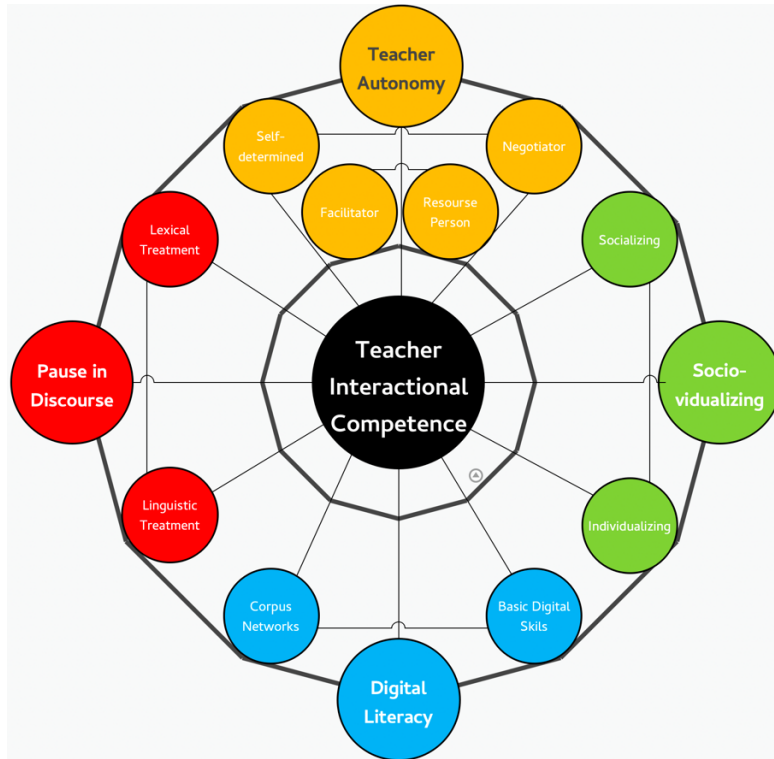 Teacher
Autonomy
Self-
determined
Negotiator
Facilitator
Resourse
Person
Lexical
Treatment
Socializing
Pause in
Discourse
Teacher
Interactional
Competence
Socio-
vidualizing
Linguistic
Treatment
Individualizing
Corpus
Networks
Basic Digital
Skils
Digital
Literacy